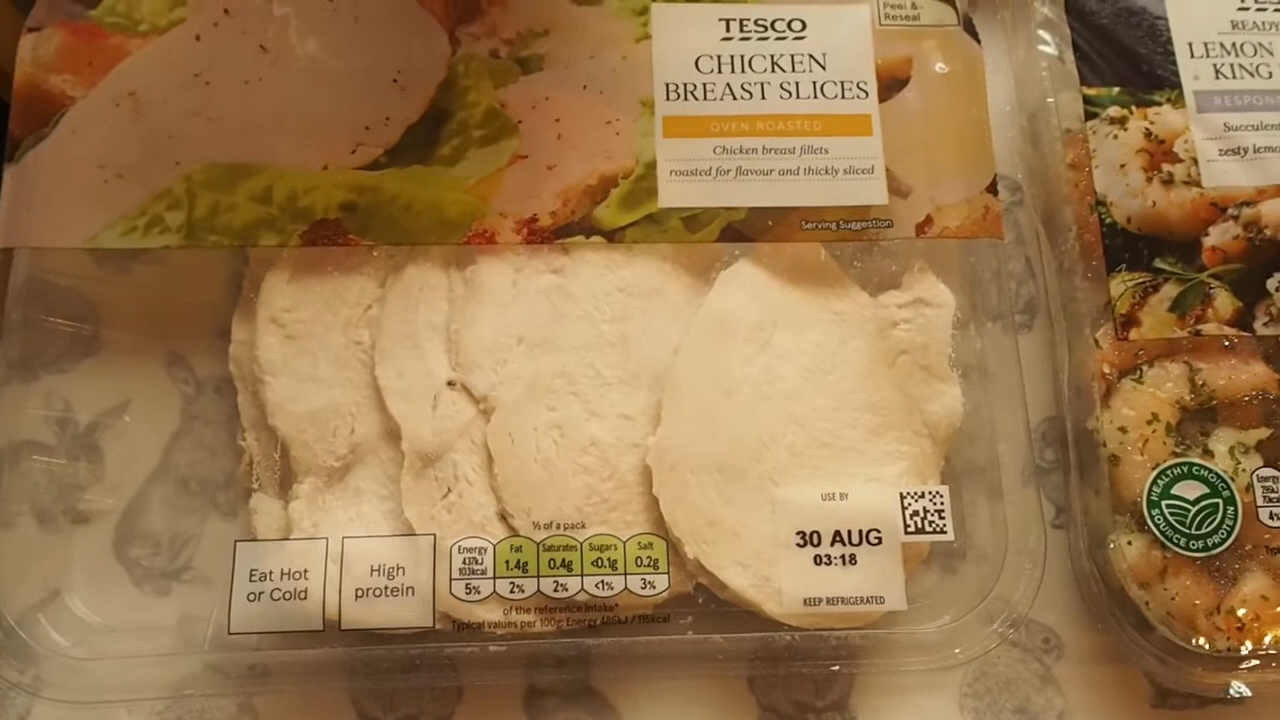 Peel &
Reseal
TESCO
CHICKEN
BREAST SLICES
OVEN ROASTED
Chicken breast fillets
roasted for flavour and thickly sliced
Serving Suggestion
READY
LEMON
KING
RESPON
Succulent
zesty lemo
USE BY
30 AUG
03:18
KEEP REFRIGERATED
Eat Hot
or Cold
High
protein
⅓ of a pack
Energy
437kJ
103kcal
5%
Fat
1.4g
2%
Saturates
0.4g
2%
Sugars
<0.1g
<1%
Salt
0.2g
3%
of the reference intake*
Typical values per 100g: Energy 486kJ / 115kcal
HEALTHY CHOICE
SOURCE OF PROTEIN
Energy
4%